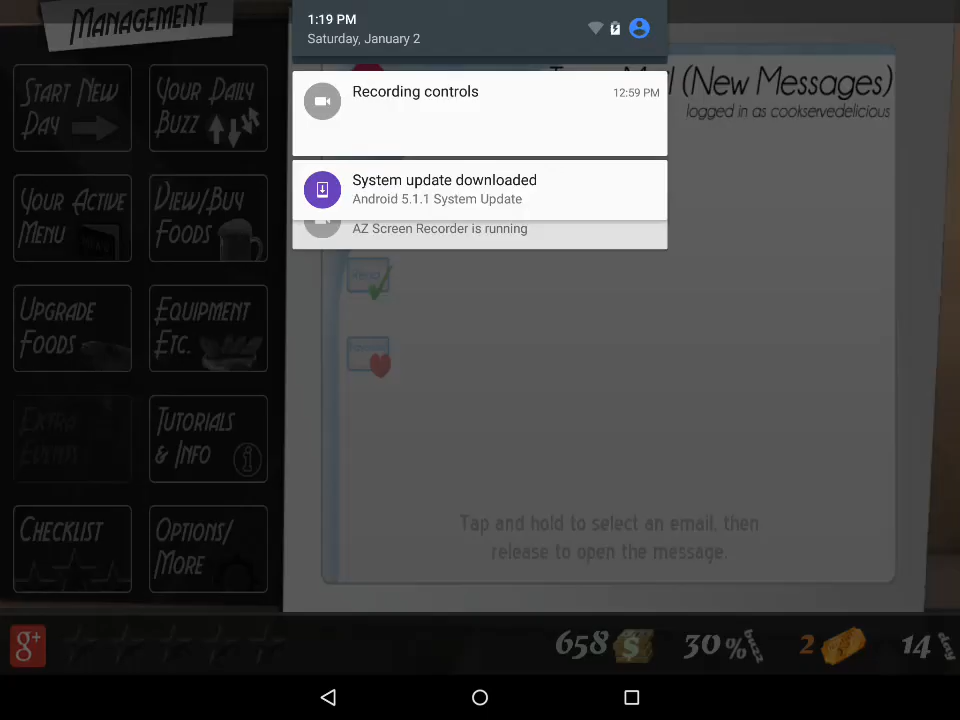 MANAGEMENT
START NEW
DAY
YOUR DAILY
BUZZ
YOUR ACTIVE
MENU
VIEW/BUY
FOODS
UPGRADE
FOODS
EQUIPMENT
ETC.
EXTRA
EVENTS
TUTORIALS
& INFO
CHECKLIST
OPTIONS/
MORE
1:19 PM
Saturday, January 2
Recording controls
12:59 PM
System update downloaded
Android 5.1.1 System Update
AZ Screen Recorder is running
(New Messages)
logged in as cookservedelicious
Tap and hold to select an email, then
release to open the message.
g+
658 $
30% buzz
2
14 day